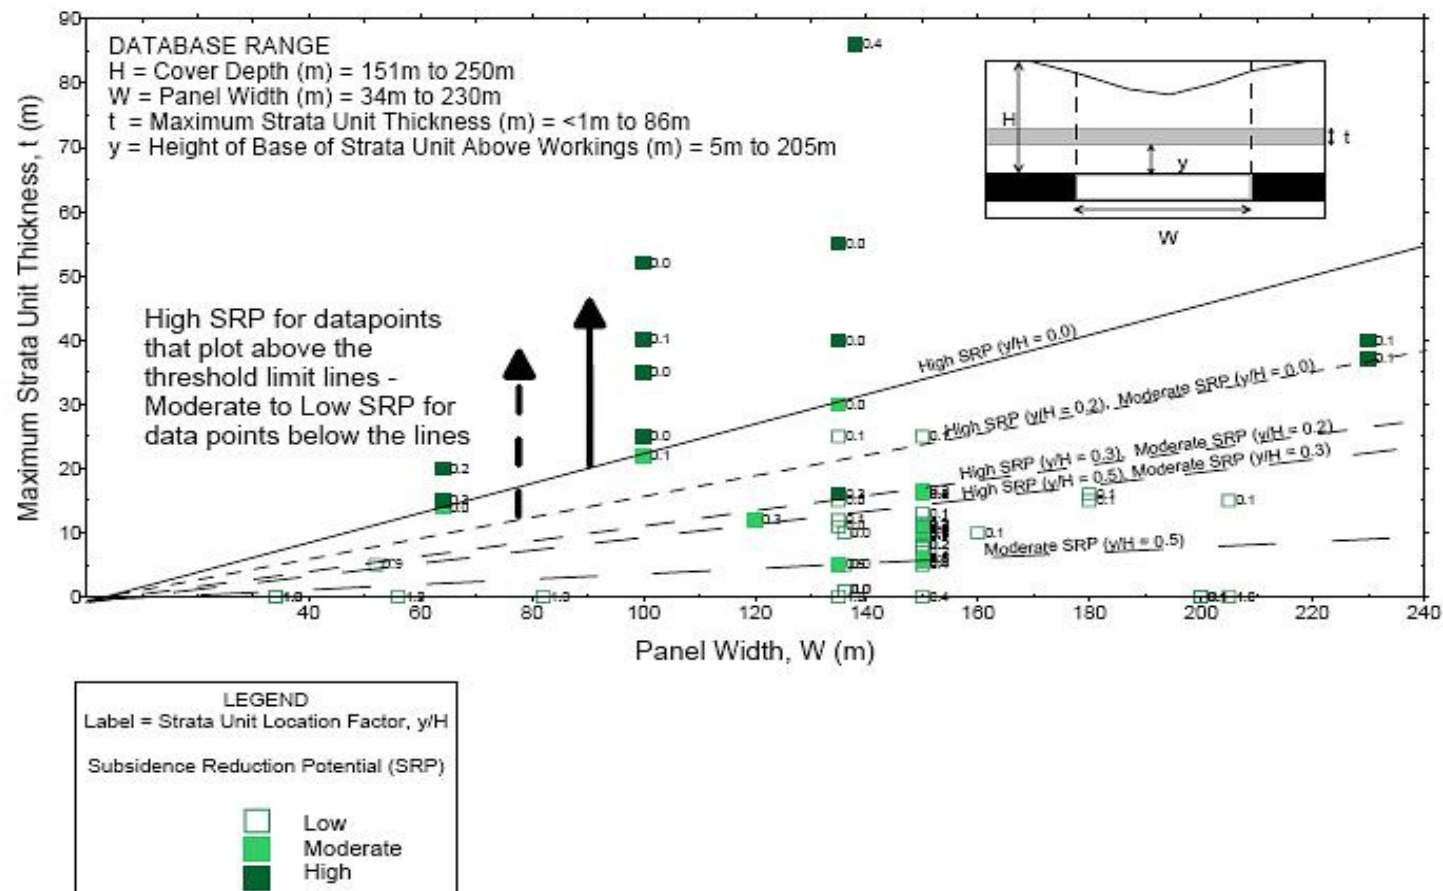 DATABASE RANGE
H = Cover Depth (m) = 151m to 250m
W = Panel Width (m) = 34m to 230m
t = Maximum Strata Unit Thickness (m) = <1m to 86m
y = Height of Base of Strata Unit Above Workings (m) = 5m to 205m
H
t
y
W
Maximum Strata Unit Thickness, t (m)
90
80
70
60
50
40
30
20
10
0
High SRP for datapoints
that plot above the
threshold limit lines -
Moderate to Low SRP for
data points below the lines
0.4
0.0
0.0
0.1
0.0
0.0
0.1
0.1
0.0
0.0
0.1
0.1
0.2
0.0
0.3
0.1
0.0
0.1
0.1
0.1
0.1
High SRP (y/H = 0.0)
High SRP (y/H = 0.2), Moderate SRP (y/H = 0.0)
High SRP (y/H = 0.3), Moderate SRP (y/H = 0.2)
High SRP (y/H = 0.5), Moderate SRP (y/H = 0.3)
Moderate SRP (y/H = 0.5)
40
60
80
100
120
140
160
180
200
220
240
Panel Width, W (m)
LEGEND
Label = Strata Unit Location Factor, y/H
Subsidence Reduction Potential (SRP)
Low
Moderate
High